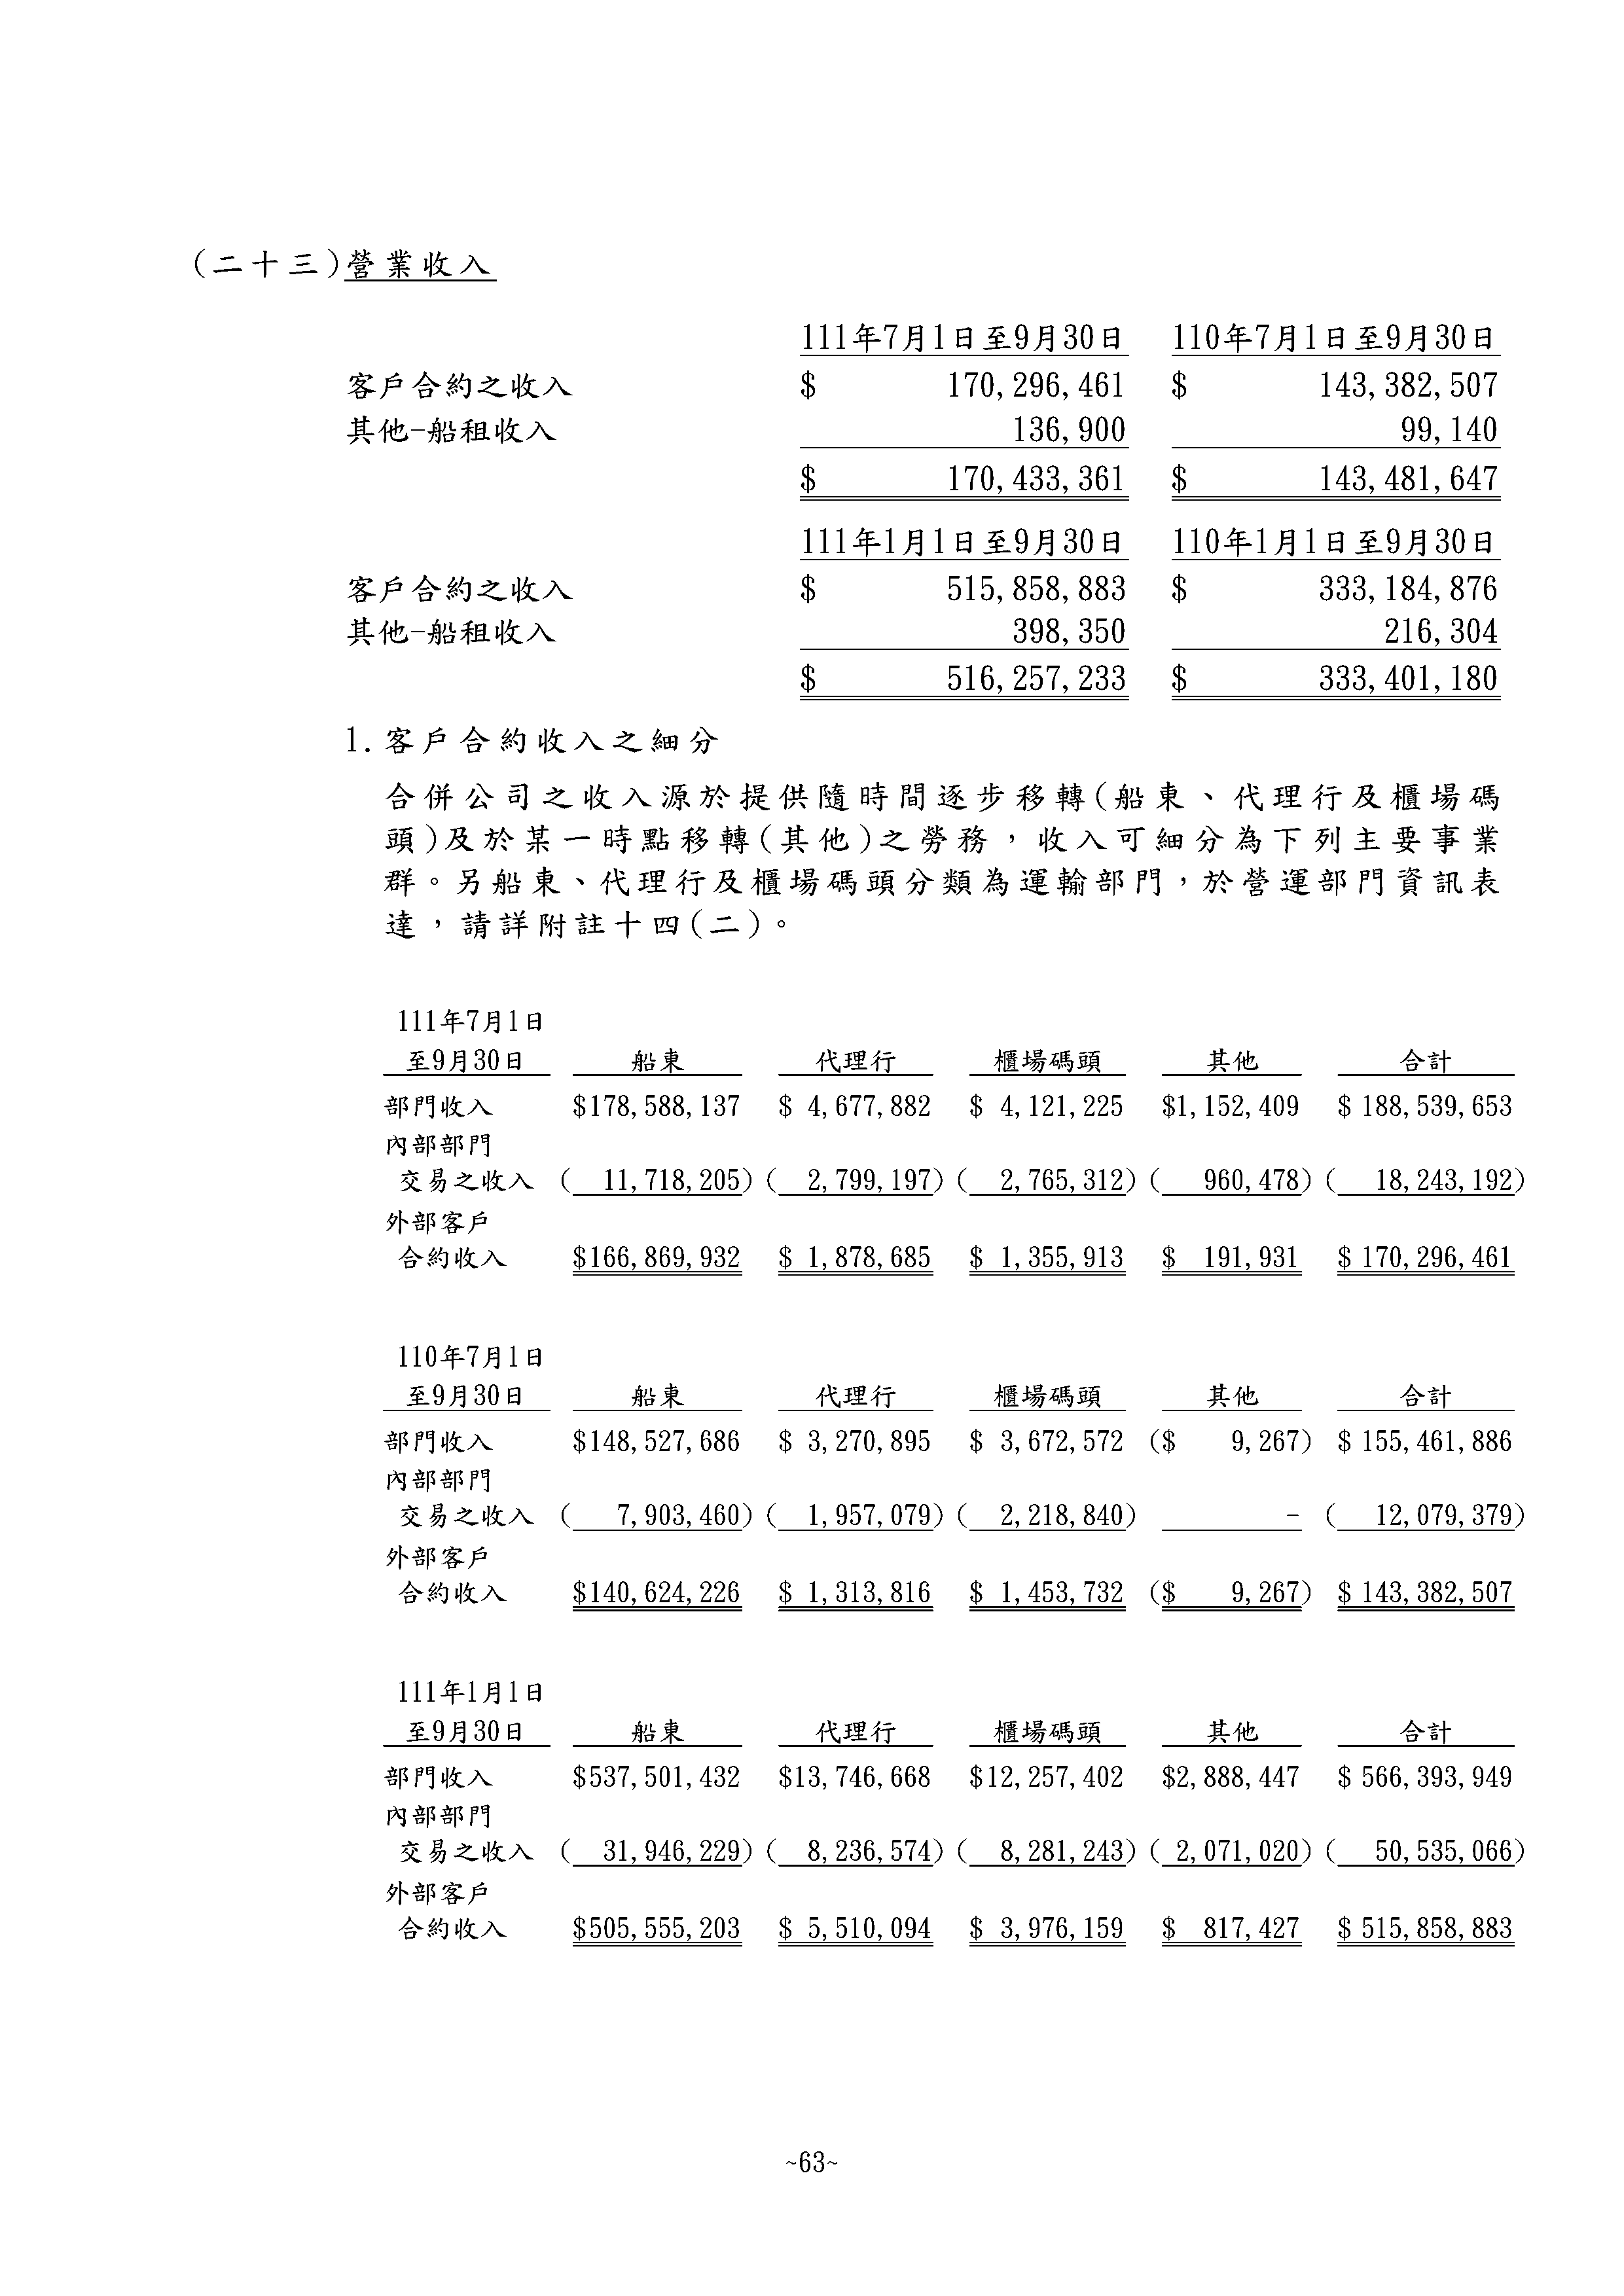 (二十三)營業收入
111年7月1日至9月30日 110年7月1日至9月30日
客戶合約之收入 $ 170,296,461 $ 143,382,507
其他-船租收入 136,900 99,140
$ 170,433,361 $ 143,481,647
111年1月1日至9月30日 110年1月1日至9月30日
客戶合約之收入 $ 515,858,883 $ 333,184,876
其他-船租收入 398,350 216,304
$ 516,257,233 $ 333,401,180
1.客戶合約收入之細分
合併公司之收入源於提供隨時間逐步移轉(船東、代理行及櫃場碼
頭)及於某一時點移轉(其他)之勞務，收入可細分為下列主要事業
群。另船東、代理行及櫃場碼頭分類為運輸部門，於營運部門資訊表
達，請詳附註十四(二)。
111年7月1日
至9月30日 船東 代理行 櫃場碼頭 其他 合計
部門收入 $178,588,137 $ 4,677,882 $ 4,121,225 $1,152,409 $ 188,539,653
內部部門
交易之收入 ( 11,718,205) ( 2,799,197) ( 2,765,312) ( 960,478) ( 18,243,192)
外部客戶
合約收入 $166,869,932 $ 1,878,685 $ 1,355,913 $ 191,931 $ 170,296,461
110年7月1日
至9月30日 船東 代理行 櫃場碼頭 其他 合計
部門收入 $148,527,686 $ 3,270,895 $ 3,672,572 ($ 9,267) $ 155,461,886
內部部門
交易之收入 ( 7,903,460) ( 1,957,079) ( 2,218,840) - ( 12,079,379)
外部客戶
合約收入 $140,624,226 $ 1,313,816 $ 1,453,732 ($ 9,267) $ 143,382,507
111年1月1日
至9月30日 船東 代理行 櫃場碼頭 其他 合計
部門收入 $537,501,432 $13,746,668 $12,257,402 $2,888,447 $ 566,393,949
內部部門
交易之收入 ( 31,946,229) ( 8,236,574) ( 8,281,243) ( 2,071,020) ( 50,535,066)
外部客戶
合約收入 $505,555,203 $ 5,510,094 $ 3,976,159 $ 817,427 $ 515,858,883
~63~